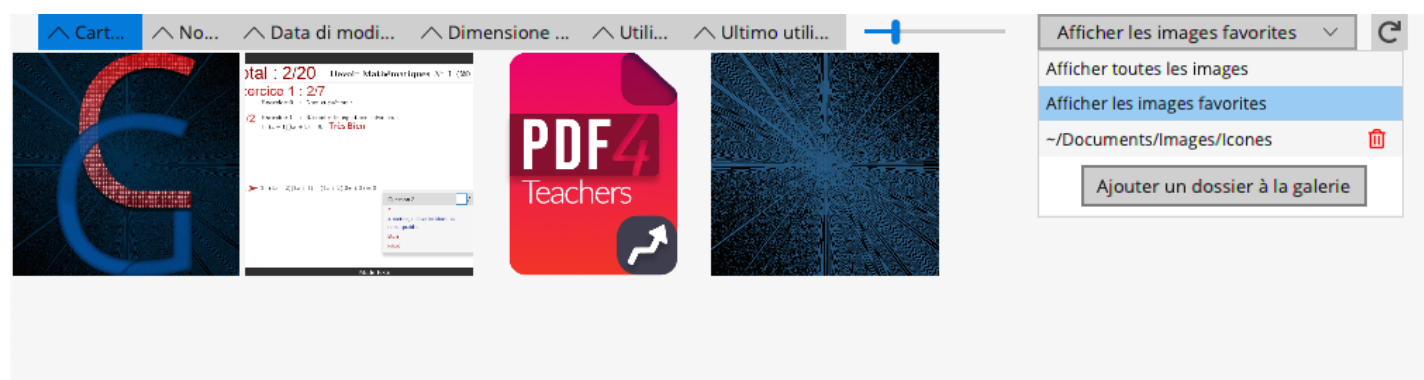 Cart...
No...
Data di modi...
Dimensione ...
Utili...
Ultimo utili...
Afficher les images favorites
Afficher toutes les images
Afficher les images favorites
~/Documents/Images/Icones
Ajouter un dossier à la galerie
otal : 2/20
Devoir Mathématiques N° 1 (20
ercice 1 : 2/7
Très Bien
PDF4
Teachers